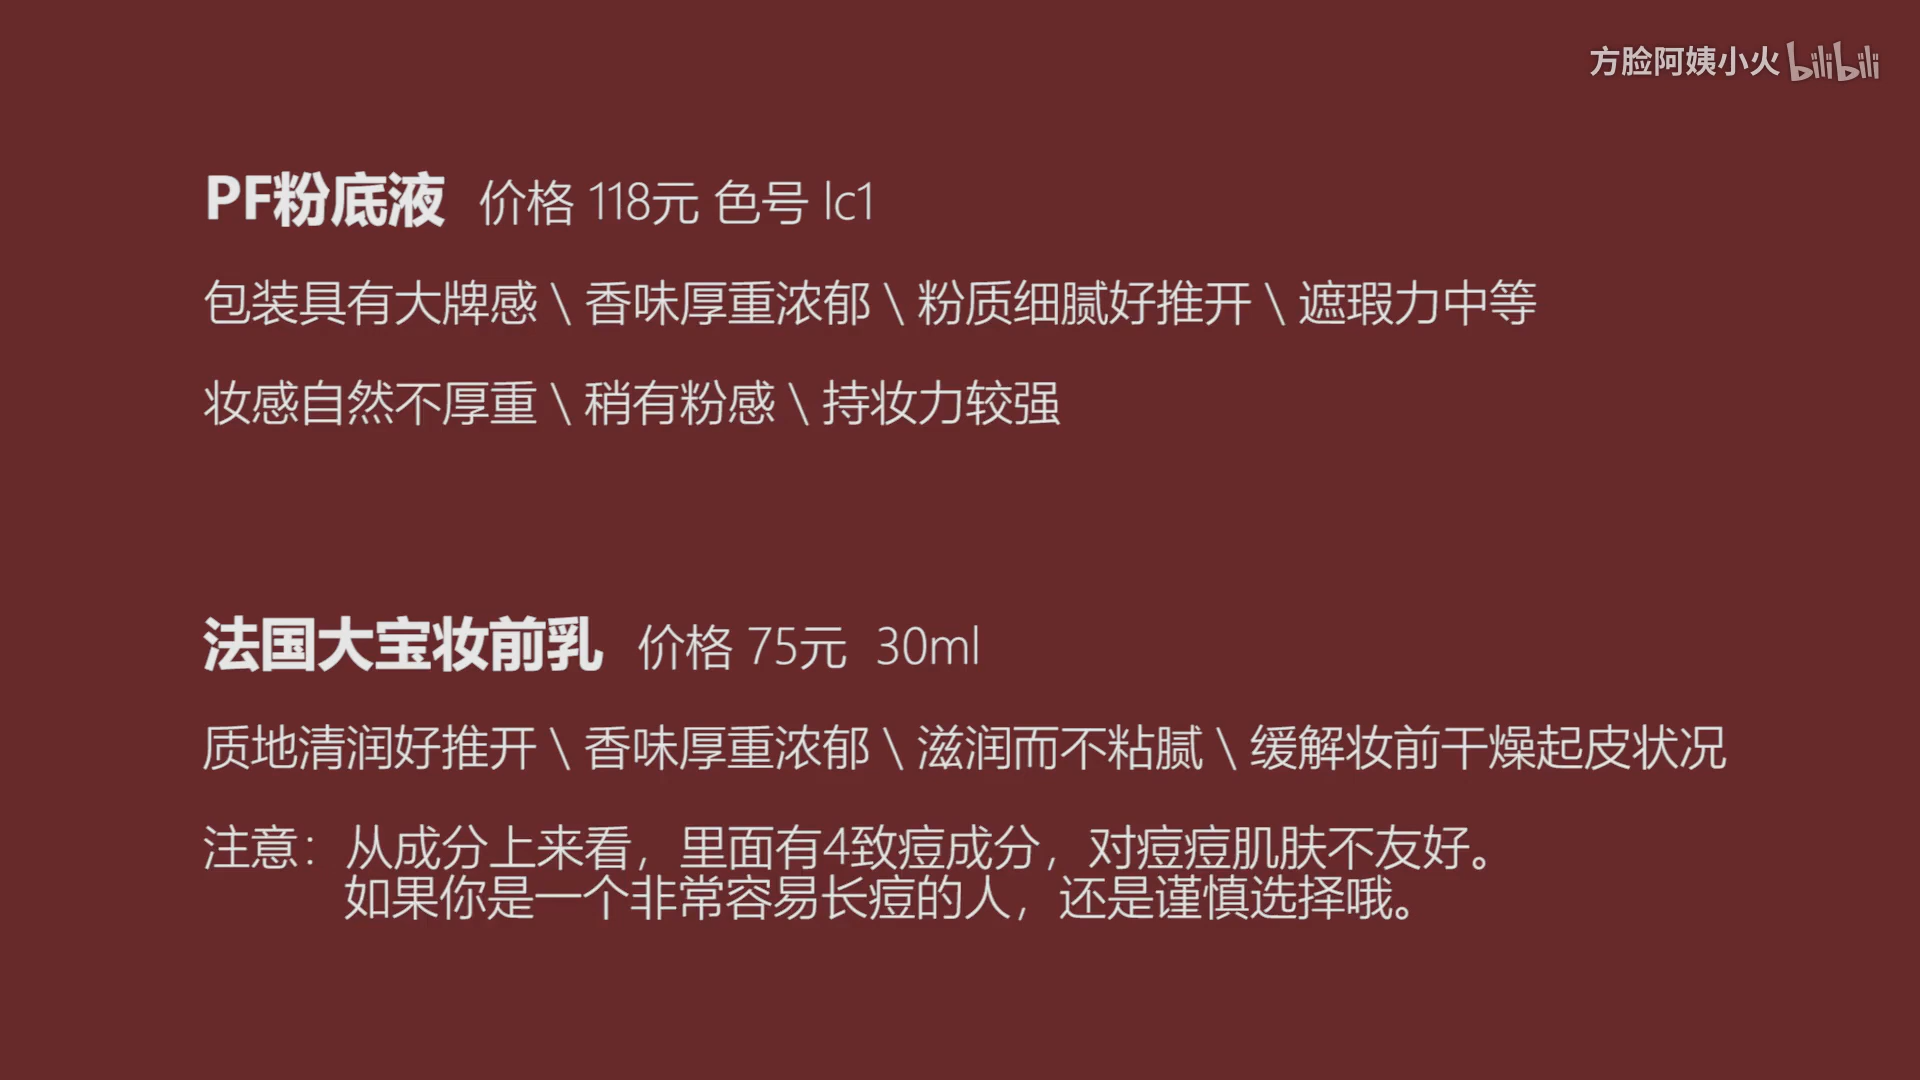 方脸阿姨小火 bilibili
PF粉底液 价格 118元 色号 lc1
包装具有大牌感 \ 香味厚重浓郁 \ 粉质细腻好推开 \ 遮瑕力中等
妆感自然不厚重 \ 稍有粉感 \ 持妆力较强
法国大宝妆前乳 价格 75元 30ml
质地清润好推开 \ 香味厚重浓郁 \ 滋润而不粘腻 \ 缓解妆前干燥起皮状况
注意：从成分上来看，里面有4致痘成分，对痘痘肌肤不友好。
如果你是一个非常容易长痘的人，还是谨慎选择哦。